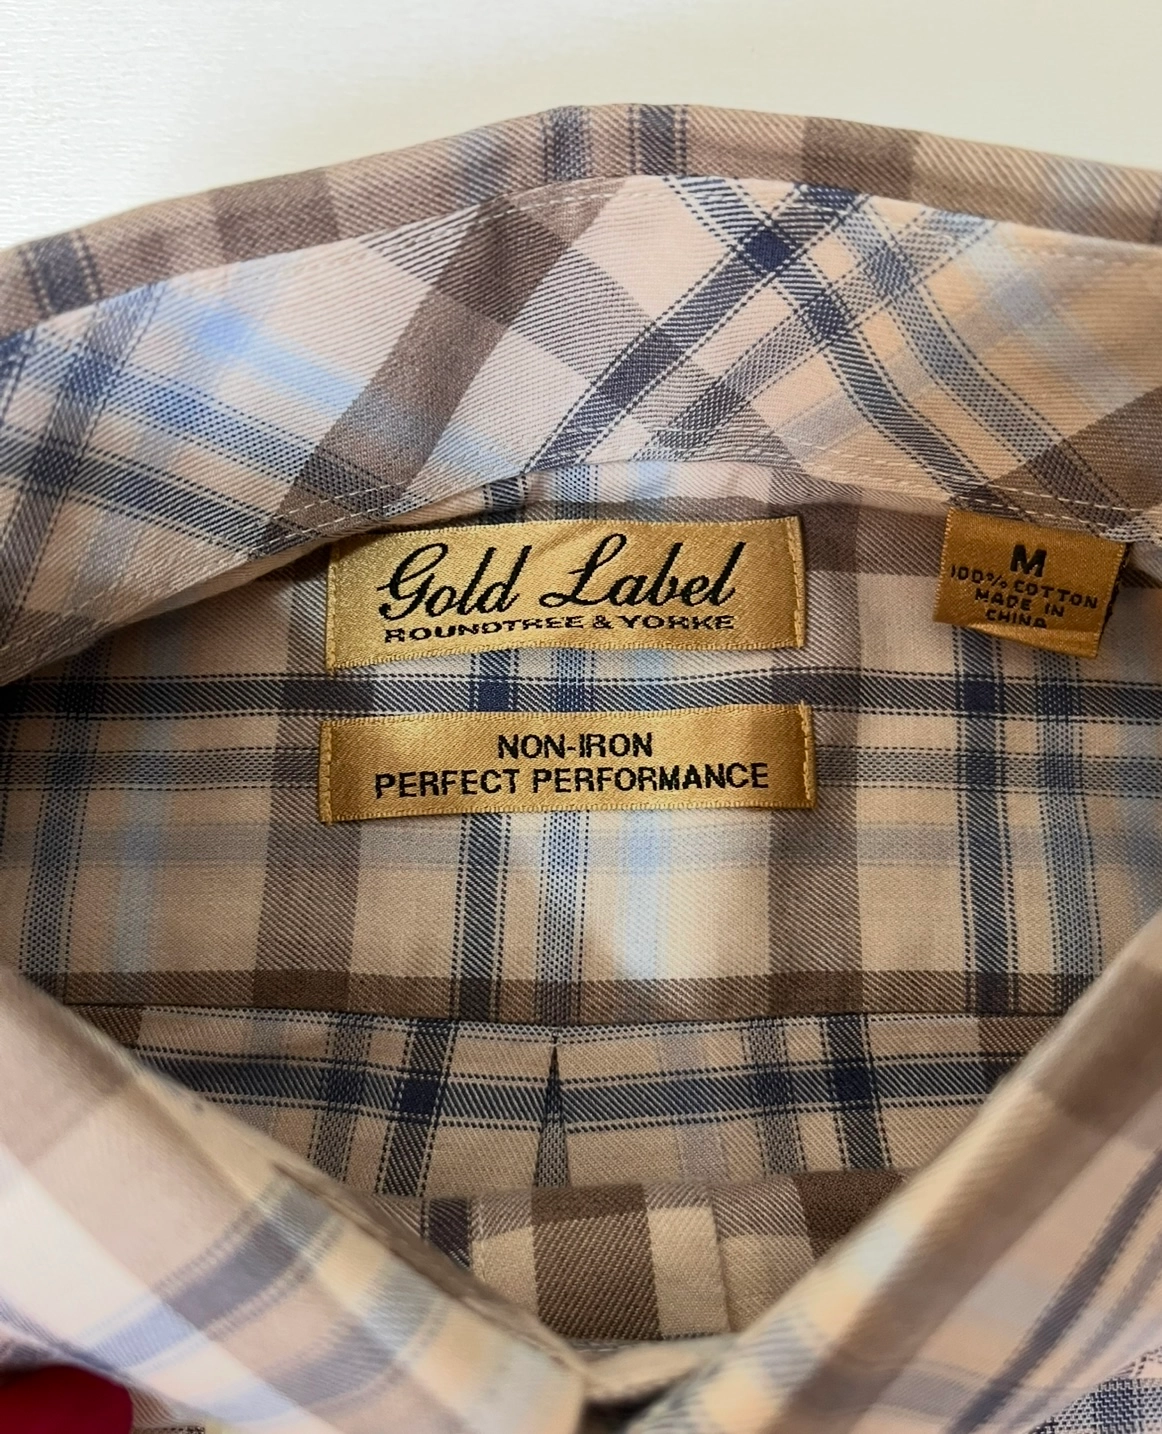 Gold Label
ROUNDTREE & YORKE
M
100% COTTON
MADE IN
CHINA
NON-IRON
PERFECT PERFORMANCE